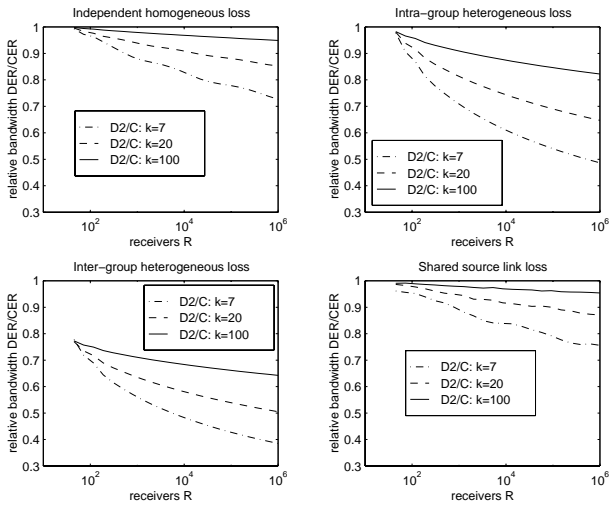 Independent homogeneous loss
relative bandwidth DER/CER
1
0.9
0.8
0.7
0.6
0.5
0.4
0.3
D2/C: k=7
D2/C: k=20
D2/C: k=100
10^2
10^4
10^6
receivers R
Intra−group heterogeneous loss
relative bandwidth DER/CER
1
0.9
0.8
0.7
0.6
0.5
0.4
0.3
D2/C: k=7
D2/C: k=20
D2/C: k=100
10^2
10^4
10^6
receivers R
Inter−group heterogeneous loss
relative bandwidth DER/CER
1
0.9
0.8
0.7
0.6
0.5
0.4
0.3
D2/C: k=7
D2/C: k=20
D2/C: k=100
10^2
10^4
10^6
receivers R
Shared source link loss
relative bandwidth DER/CER
1
0.9
0.8
0.7
0.6
0.5
0.4
0.3
D2/C: k=7
D2/C: k=20
D2/C: k=100
10^2
10^4
10^6
receivers R